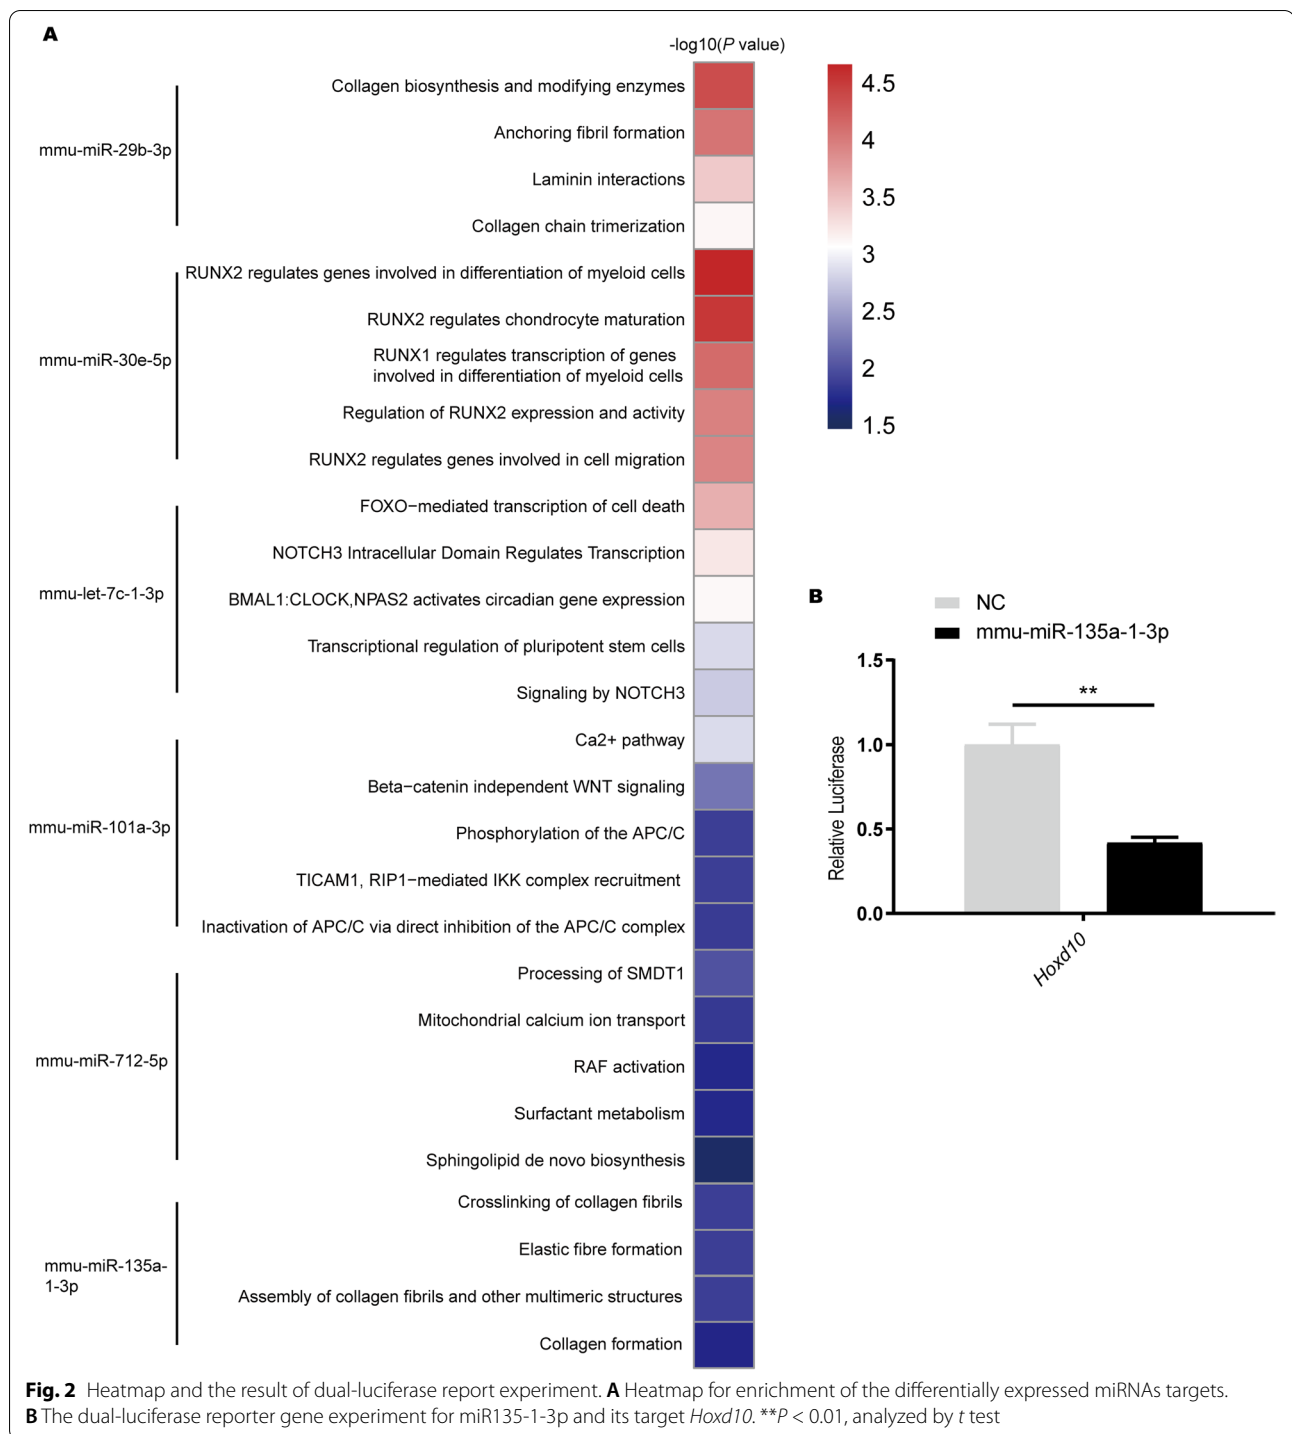 A
-log10(P value)
mmu-miR-29b-3p
Collagen biosynthesis and modifying enzymes
Anchoring fibril formation
Laminin interactions
Collagen chain trimerization
mmu-miR-30e-5p
RUNX2 regulates genes involved in differentiation of myeloid cells
RUNX2 regulates chondrocyte maturation
RUNX1 regulates transcription of genes
involved in differentiation of myeloid cells
Regulation of RUNX2 expression and activity
RUNX2 regulates genes involved in cell migration
mmu-let-7c-1-3p
FOXO−mediated transcription of cell death
NOTCH3 Intracellular Domain Regulates Transcription
BMAL1:CLOCK,NPAS2 activates circadian gene expression
Transcriptional regulation of pluripotent stem cells
Signaling by NOTCH3
mmu-miR-101a-3p
Ca2+ pathway
Beta−catenin independent WNT signaling
Phosphorylation of the APC/C
TICAM1, RIP1−mediated IKK complex recruitment
Inactivation of APC/C via direct inhibition of the APC/C complex
mmu-miR-712-5p
Processing of SMDT1
Mitochondrial calcium ion transport
RAF activation
Surfactant metabolism
Sphingolipid de novo biosynthesis
mmu-miR-135a-
1-3p
Crosslinking of collagen fibrils
Elastic fibre formation
Assembly of collagen fibrils and other multimeric structures
Collagen formation
4.5
4
3.5
3
2.5
2
1.5
B
NC
mmu-miR-135a-1-3p
Relative Luciferase
1.5
1.0
0.5
0.0
**
Hoxd10
Fig. 2 Heatmap and the result of dual-luciferase report experiment. A Heatmap for enrichment of the differentially expressed miRNAs targets.
B The dual-luciferase reporter gene experiment for miR135-1-3p and its target Hoxd10. **P < 0.01, analyzed by t test